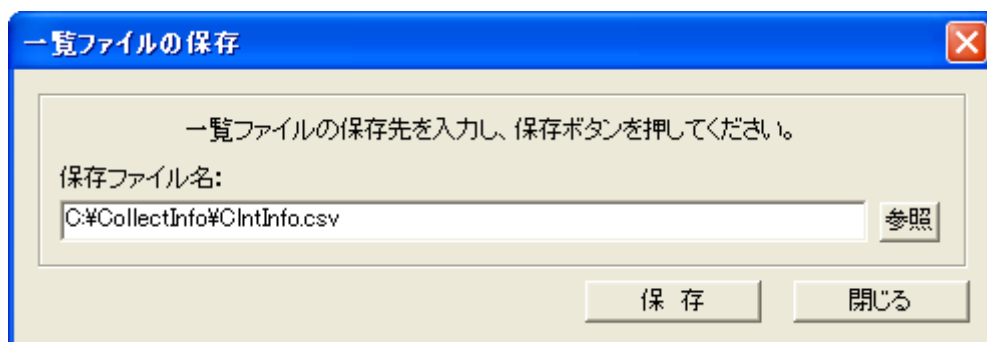 一覧ファイルの保存
一覧ファイルの保存先を入力し、保存ボタンを押してください。
保存ファイル名:
C:¥CollectInfo¥ClntInfo.csv
参照
保 存
閉じる